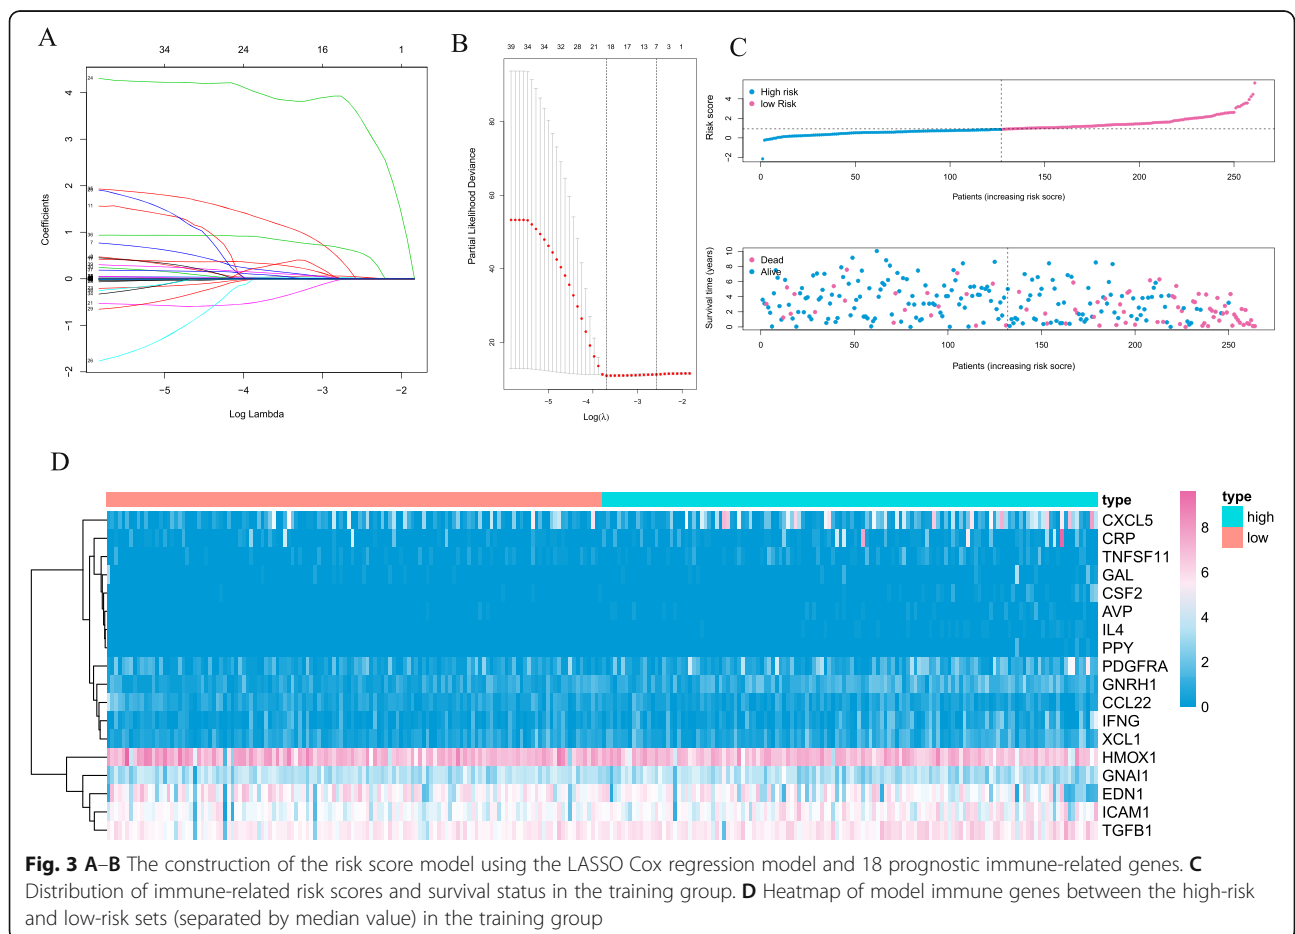 A
34 24 16 1
24
11
36
7
21
29
26
4
3
2
1
0
−1
−2
Coefficients
−5 −4 −3 −2
Log Lambda
B
39 34 34 32 28 21 18 17 13 7 3 1
80
60
40
20
Partial Likelihood Deviance
−5 −4 −3 −2
Log(λ)
C
High risk
low Risk
4
2
0
−2
Risk score
0 50 100 150 200 250
Patients (increasing risk socre)
Dead
Alive
10
8
6
4
2
0
Survival time (years)
0 50 100 150 200 250
Patients (increasing risk socre)
D
type
CXCL5
CRP
TNFSF11
GAL
CSF2
AVP
IL4
PPY
PDGFRA
GNRH1
CCL22
IFNG
XCL1
HMOX1
GNAI1
EDN1
ICAM1
TGFB1
8
6
4
2
0
type
high
low
Fig. 3 A–B The construction of the risk score model using the LASSO Cox regression model and 18 prognostic immune-related genes. C
Distribution of immune-related risk scores and survival status in the training group. D Heatmap of model immune genes between the high-risk
and low-risk sets (separated by median value) in the training group